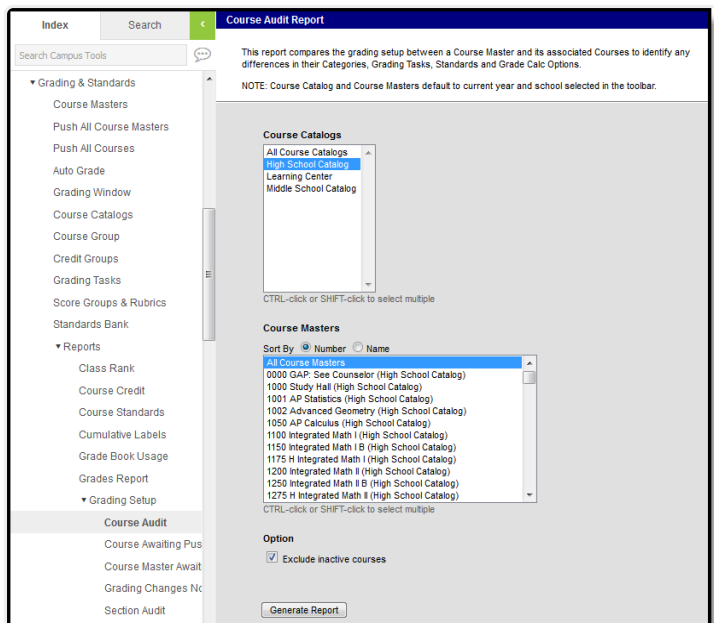 Index
Search
Search Campus Tools
Grading & Standards
Course Masters
Push All Course Masters
Push All Courses
Auto Grade
Grading Window
Course Catalogs
Course Group
Credit Groups
Grading Tasks
Score Groups & Rubrics
Standards Bank
Reports
Class Rank
Course Credit
Course Standards
Cumulative Labels
Grade Book Usage
Grades Report
Grading Setup
Course Audit
Course Awaiting Pus
Course Master Await
Grading Changes No
Section Audit
Course Audit Report
This report compares the grading setup between a Course Master and its associated Courses to identify any
differences in their Categories, Grading Tasks, Standards and Grade Calc Options.
NOTE: Course Catalog and Course Masters default to current year and school selected in the toolbar.
Course Catalogs
All Course Catalogs
High School Catalog
Learning Center
Middle School Catalog
CTRL-click or SHIFT-click to select multiple
Course Masters
Sort By Number Name
All Course Masters
0000 GAP: See Counselor (High School Catalog)
1000 Study Hall (High School Catalog)
1001 AP Statistics (High School Catalog)
1002 Advanced Geometry (High School Catalog)
1050 AP Calculus (High School Catalog)
1100 Integrated Math I (High School Catalog)
1150 Integrated Math I B (High School Catalog)
1175 H Integrated Math I (High School Catalog)
1200 Integrated Math II (High School Catalog)
1250 Integrated Math II B (High School Catalog)
1275 H Integrated Math II (High School Catalog)
CTRL-click or SHIFT-click to select multiple
Option
Exclude inactive courses
Generate Report